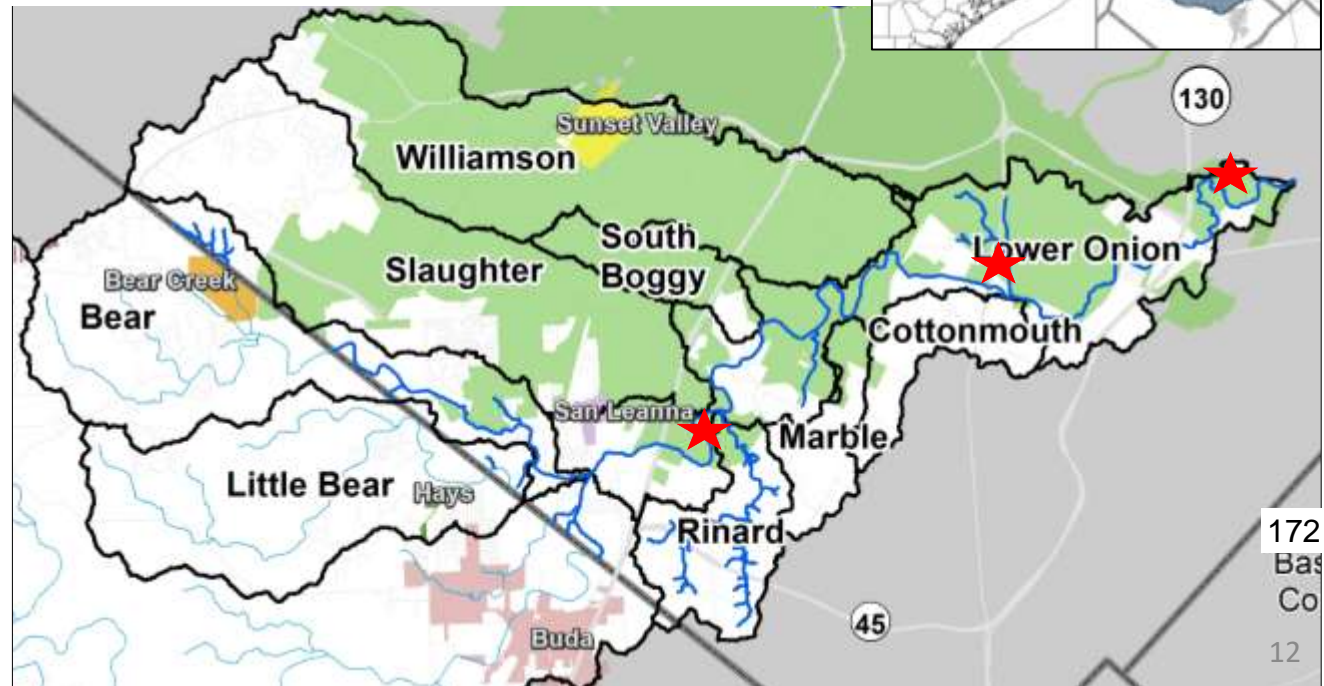 130
Sunset Valley
Williamson
South
Boggy
Lower Onion
Slaughter
Bear Creek
Bear
Cottonmouth
San Leanna
Marble
Little Bear
Hays
Rinard
172
Bas
Co
45
Buda
12